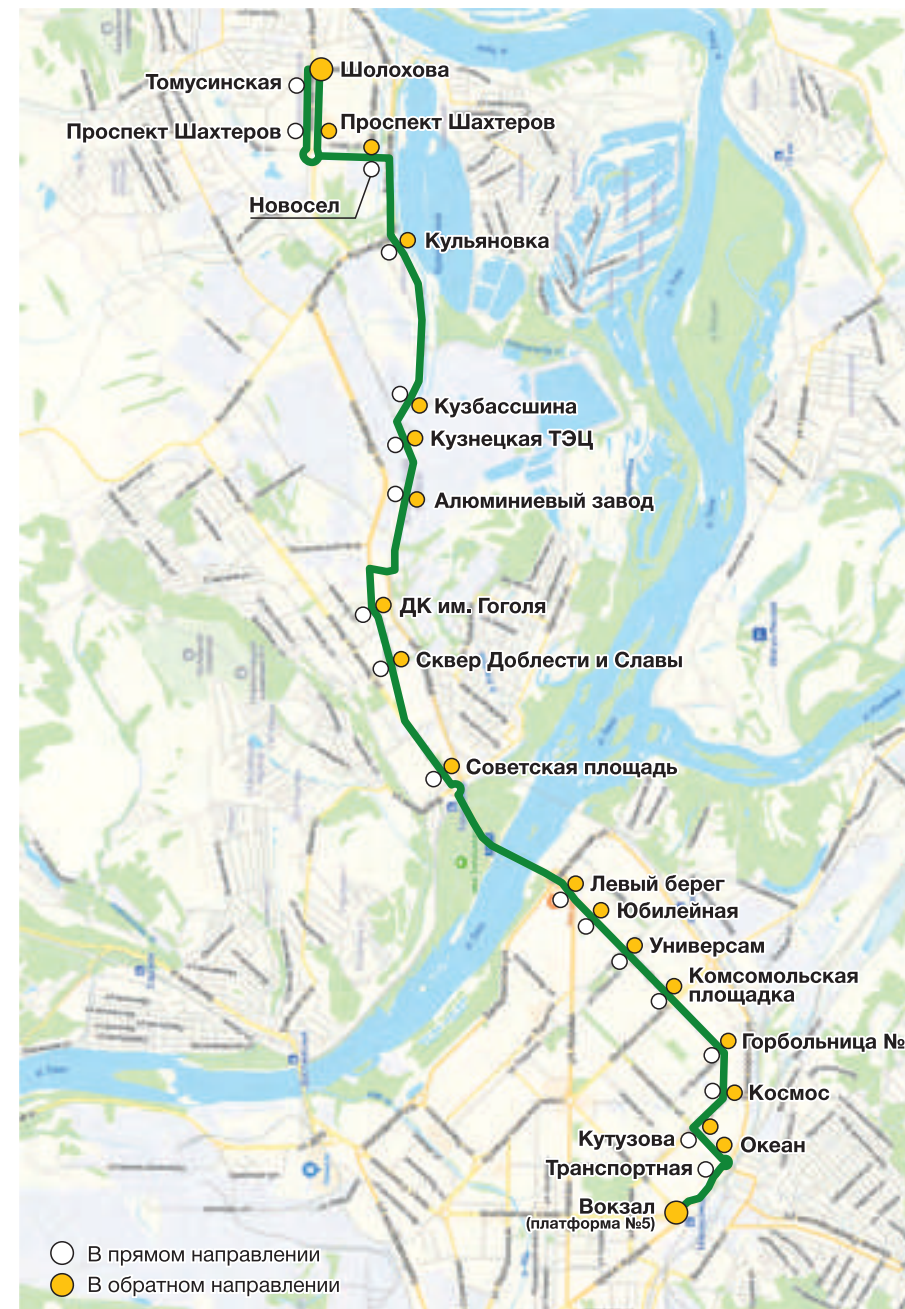 Шолохова
Томусинская
Проспект Шахтеров
Проспект Шахтеров
Новосел
Кульяновка
Кузбассшина
Кузнецкая ТЭЦ
Алюминиевый завод
ДК им. Гоголя
Сквер Доблести и Славы
Советская площадь
Левый берег
Юбилейная
Универсам
Комсомольская
площадка
Горбольница №
Космос
Кутузова
Океан
Транспортная
Вокзал
(платформа №5)
В прямом направлении
В обратном направлении